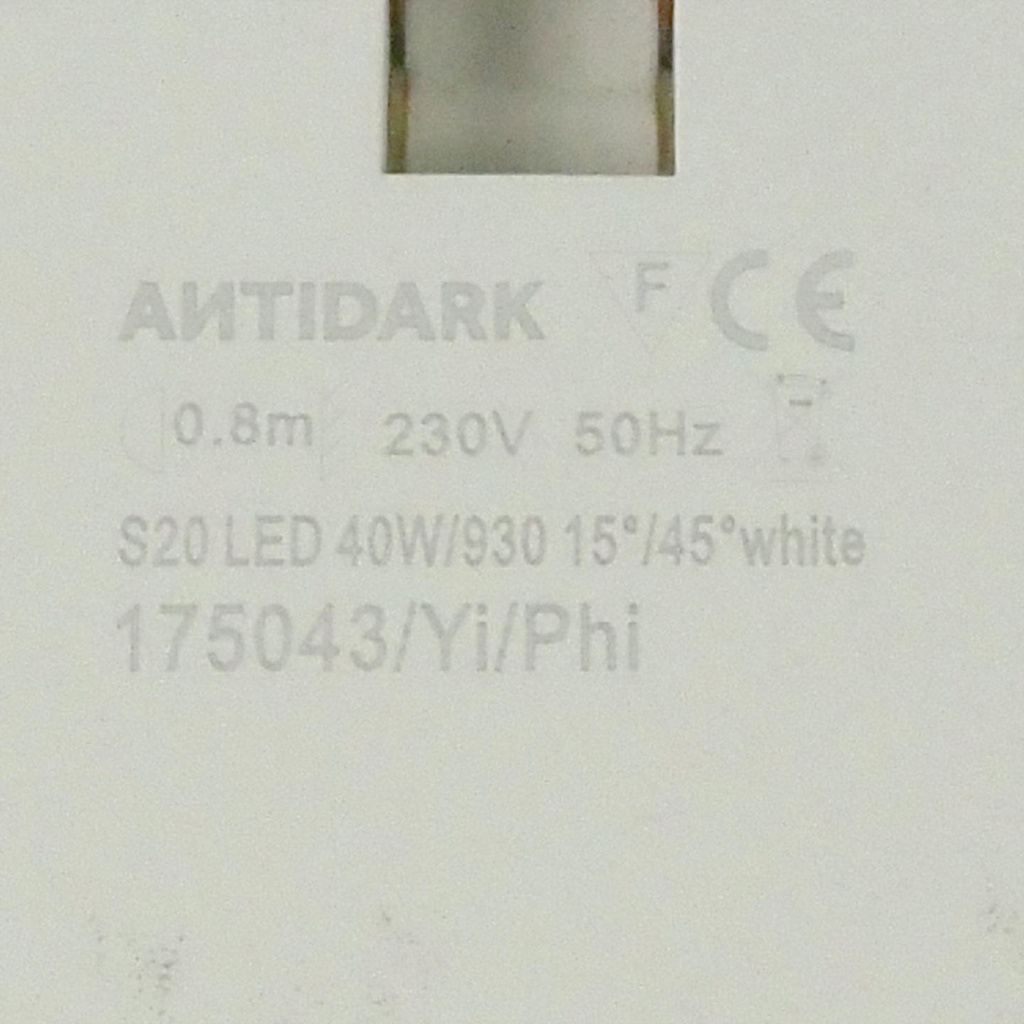 AИTIDARK F CE
0.8m 230V 50Hz
S20 LED 40W/930 15°/45°white
175043/Yi/Phi